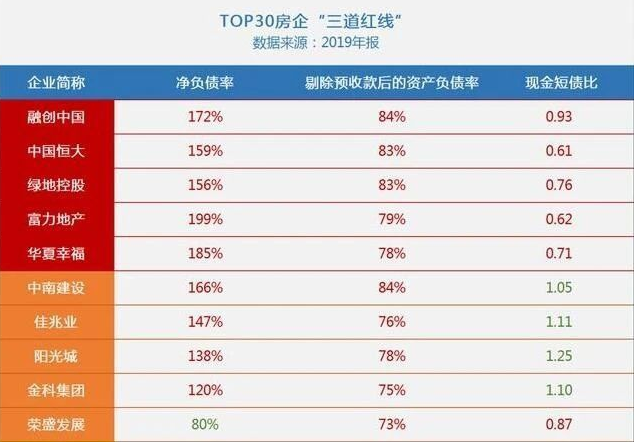 TOP30房企“三道红线”
数据来源：2019年报
企业简称 净负债率 剔除预收款后的资产负债率 现金短债比
融创中国 172% 84% 0.93
中国恒大 159% 83% 0.61
绿地控股 156% 83% 0.76
富力地产 199% 79% 0.62
华夏幸福 185% 78% 0.71
中南建设 166% 84% 1.05
佳兆业 147% 76% 1.11
阳光城 138% 78% 1.25
金科集团 120% 75% 1.10
荣盛发展 80% 73% 0.87